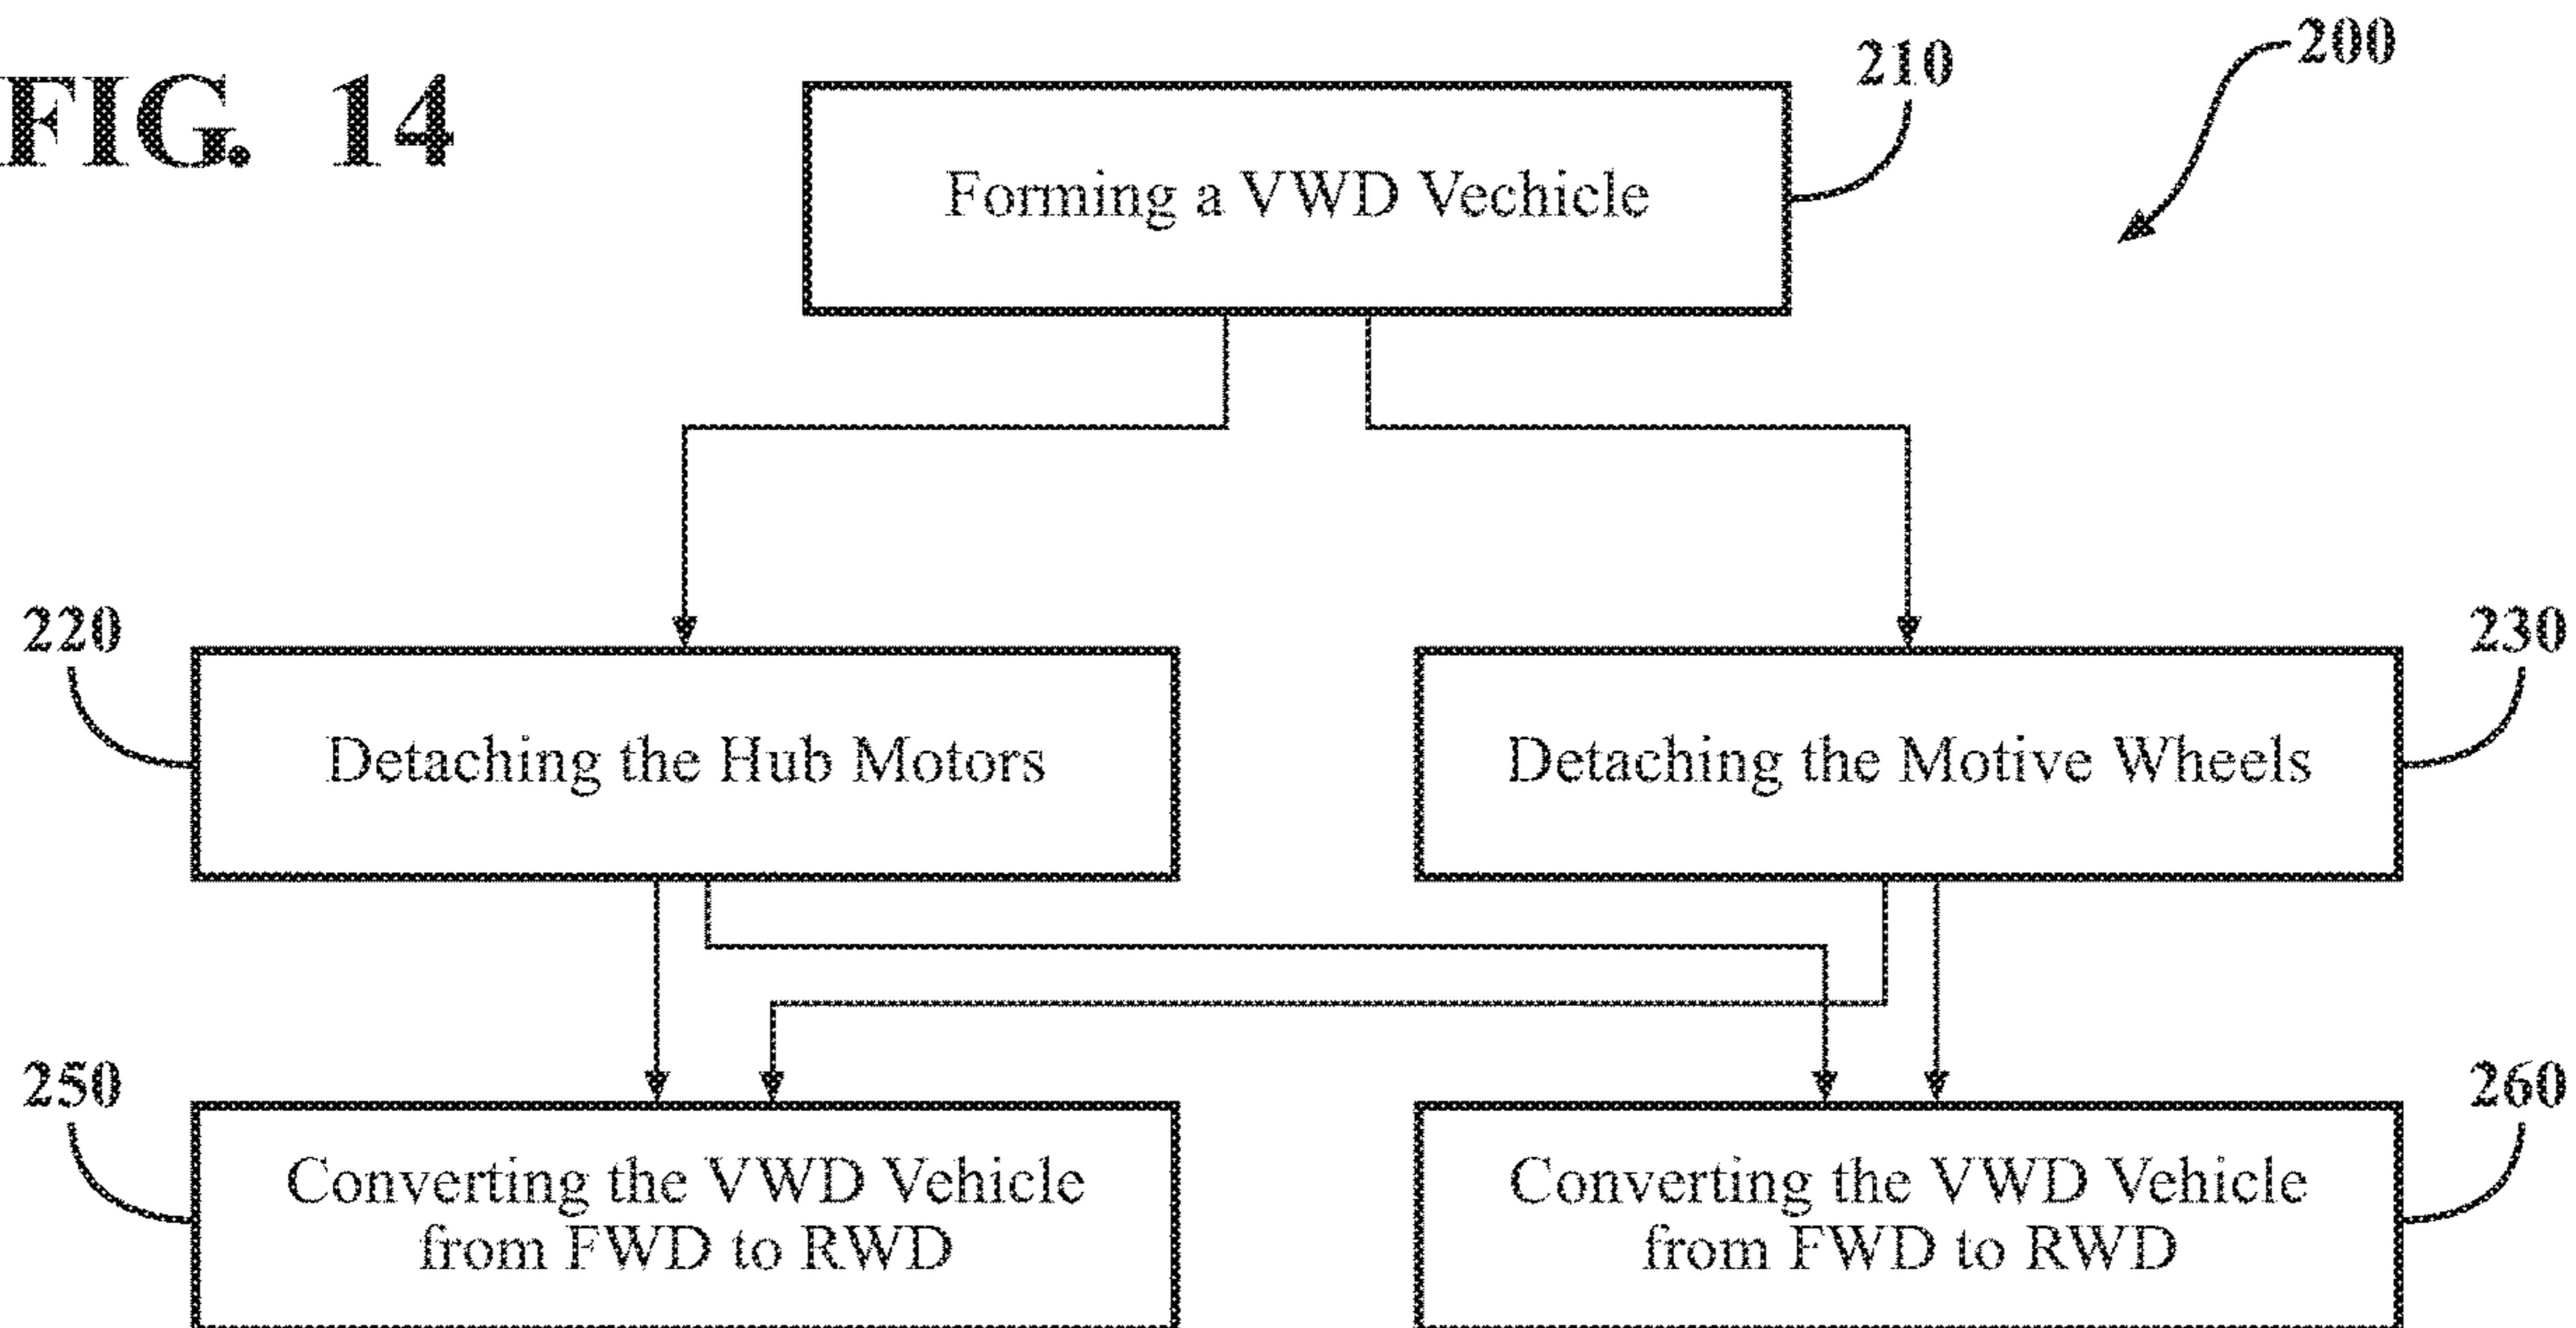 FIG. 14
200
210
Forming a VWD Vechicle
220
Detaching the Hub Motors
230
Detaching the Motive Wheels
250
Converting the VWD Vehicle
from FWD to RWD
260
Converting the VWD Vehicle
from FWD to RWD